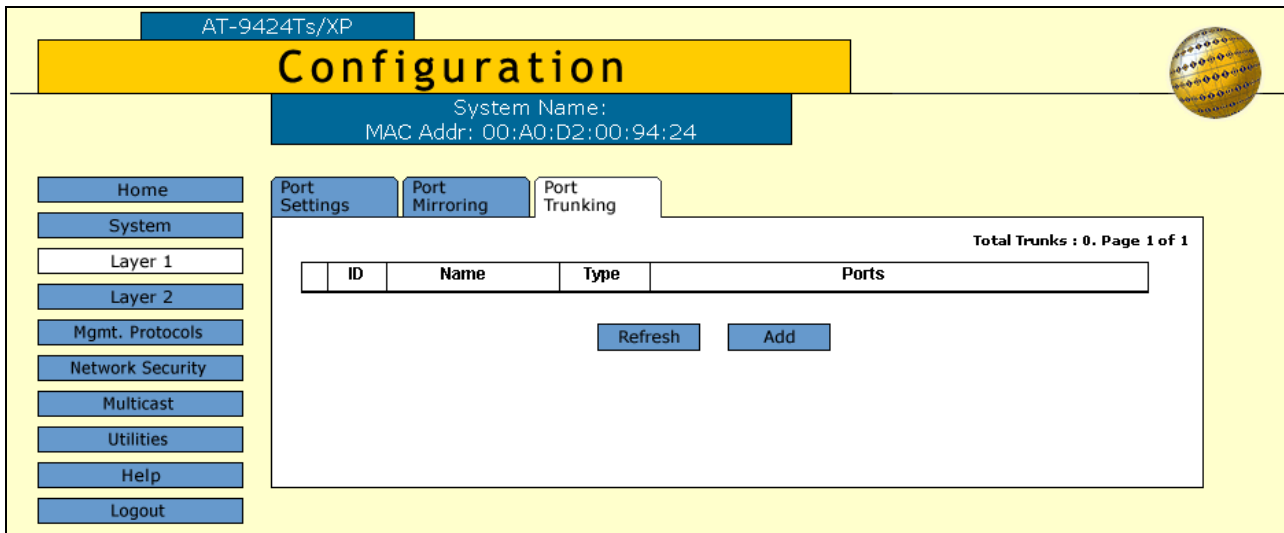 AT-9424Ts/XP
Configuration
System Name:
MAC Addr: 00:A0:D2:00:94:24
Home
System
Layer 1
Layer 2
Mgmt. Protocols
Network Security
Multicast
Utilities
Help
Logout
Port
Settings
Port
Mirroring
Port
Trunking
Total Trunks : 0. Page 1 of 1
ID Name Type Ports
Refresh Add